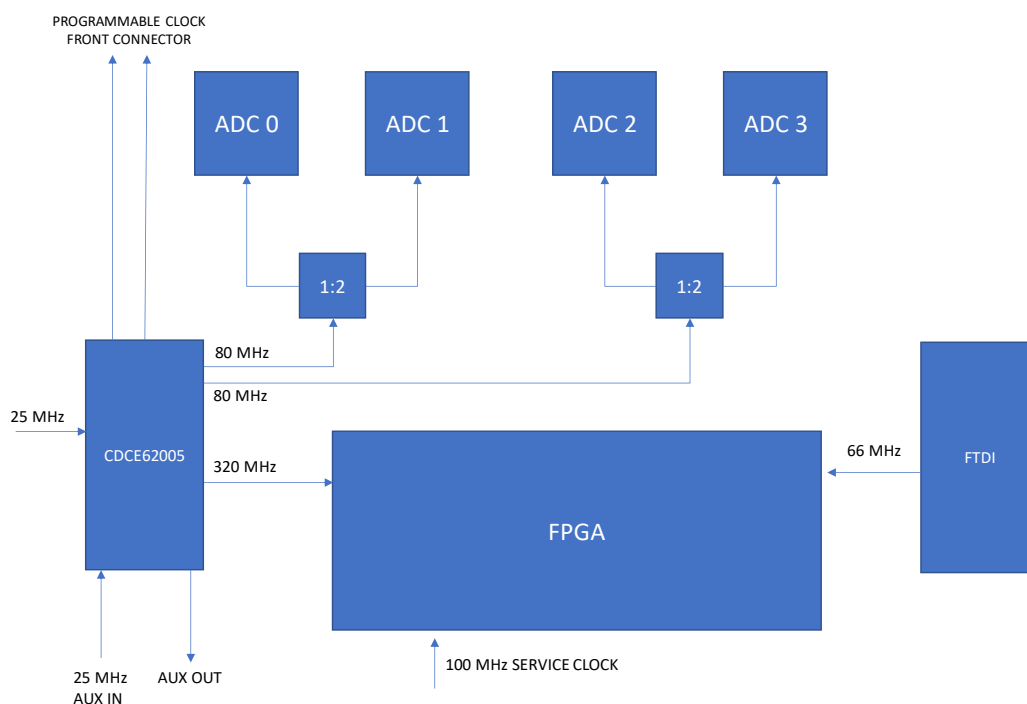 PROGRAMMABLE CLOCK
FRONT CONNECTOR
ADC 0
ADC 1
ADC 2
ADC 3
1:2
1:2
80 MHz
80 MHz
25 MHz
CDCE62005
320 MHz
FPGA
66 MHz
FTDI
25 MHz
AUX IN
AUX OUT
100 MHz SERVICE CLOCK